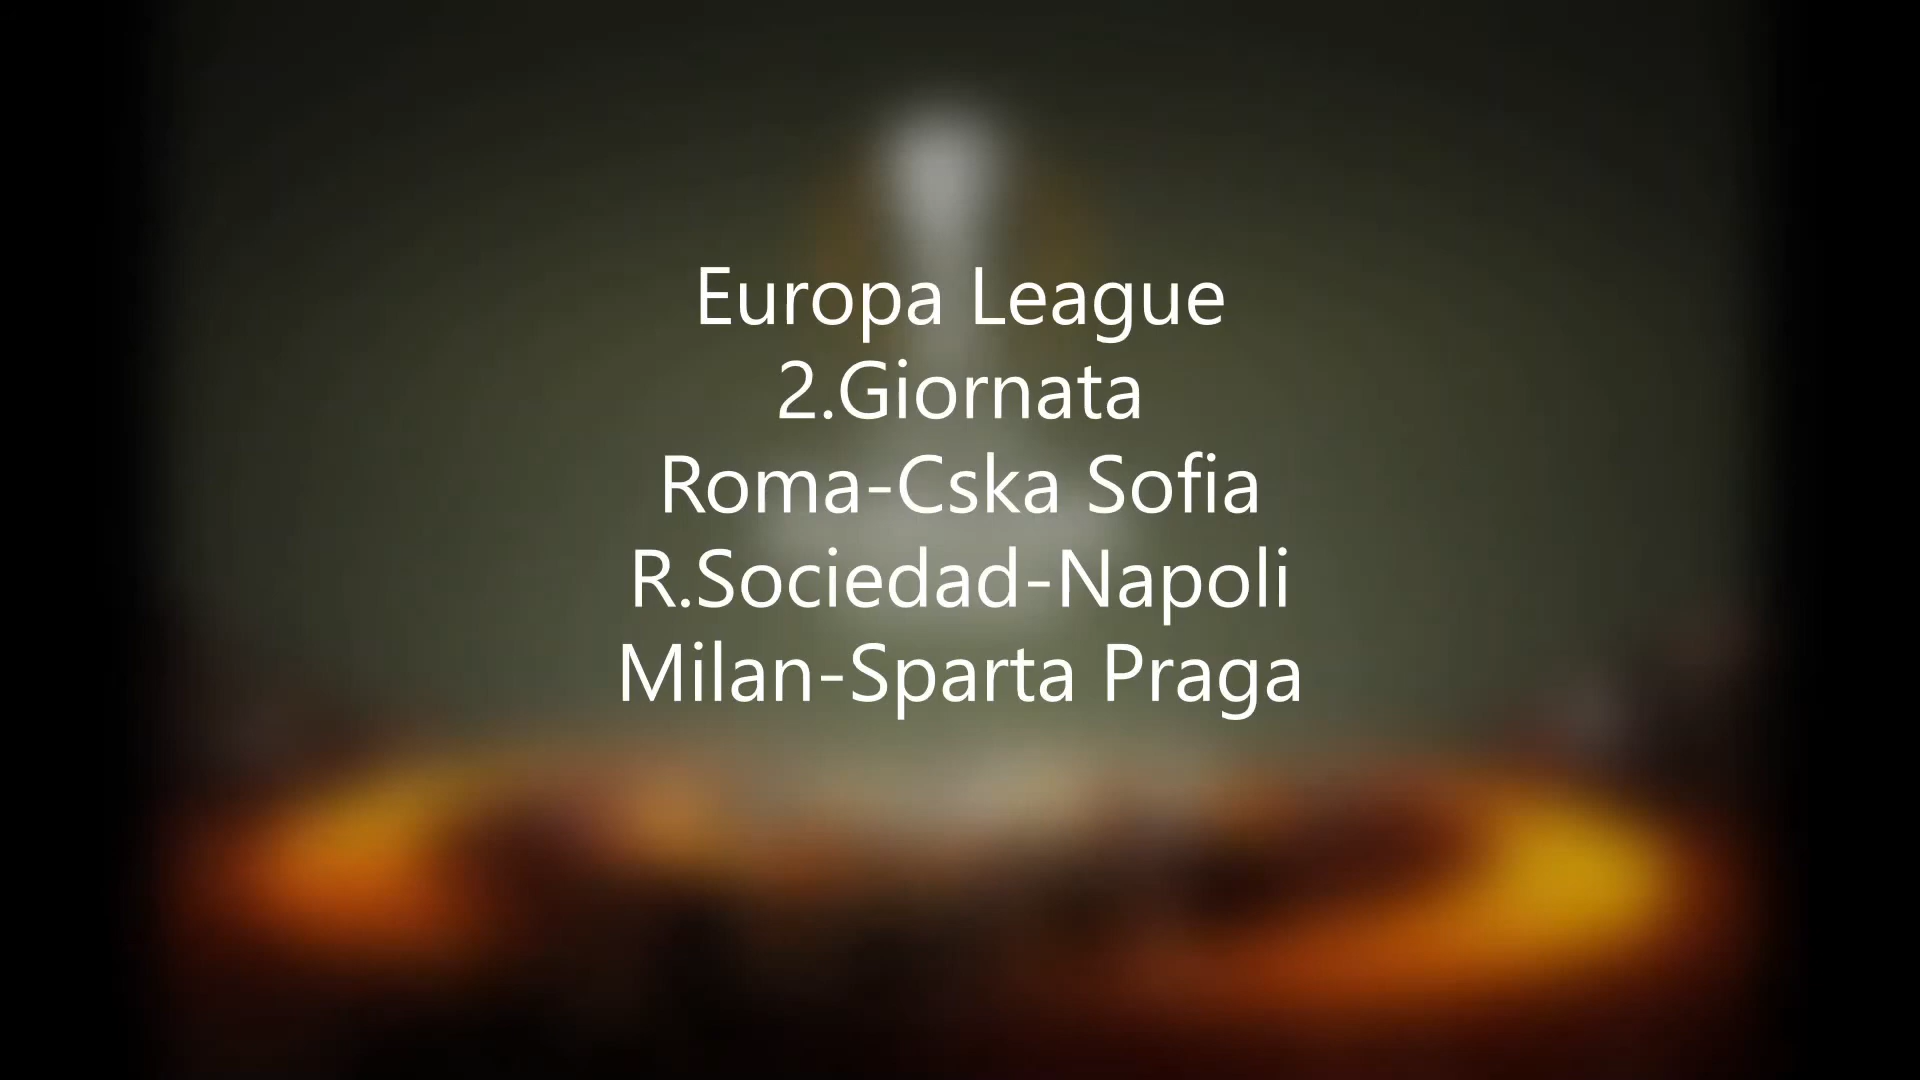 Europa League
2.Giornata
Roma-Cska Sofia
R.Sociedad-Napoli
Milan-Sparta Praga